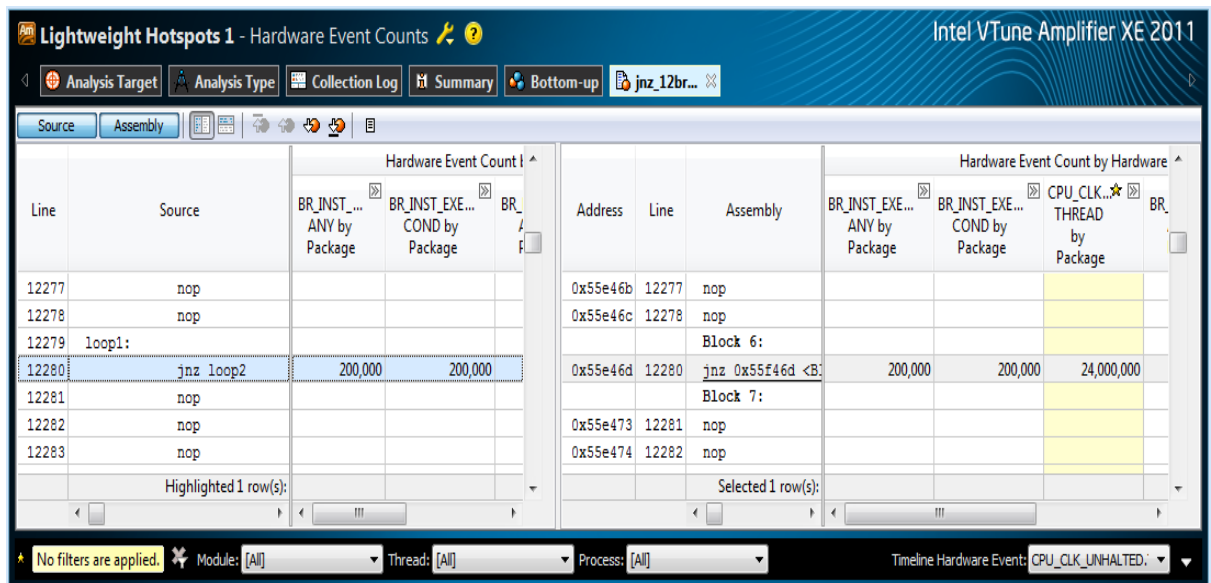 Lightweight Hotspots 1 - Hardware Event Counts ?
Intel VTune Amplifier XE 2011
Analysis Target Analysis Type Collection Log Summary Bottom-up jnz_12br...
Source Assembly
Hardware Event Count
Line Source BR_INST_... ANY by Package BR_INST_EXE... COND by Package BR_
Hardware Event Count by Hardware
Address Line Assembly BR_INST_EXE... ANY by Package BR_INST_EXE... COND by Package CPU_CLK... THREAD by Package BR_
12277 nop 0x55e46b 12277 nop
12278 nop 0x55e46c 12278 nop
12279 loop1: Block 6:
12280 jnz loop2 200,000 200,000 0x55e46d 12280 jnz 0x55f46d <B 200,000 200,000 24,000,000
12281 nop Block 7:
12282 nop 0x55e473 12281 nop
12283 nop 0x55e474 12282 nop
Highlighted 1 row(s): Selected 1 row(s):
No filters are applied. Module: [All] Thread: [All] Process: [All] Timeline Hardware Event: CPU_CLK_UNHALTED.